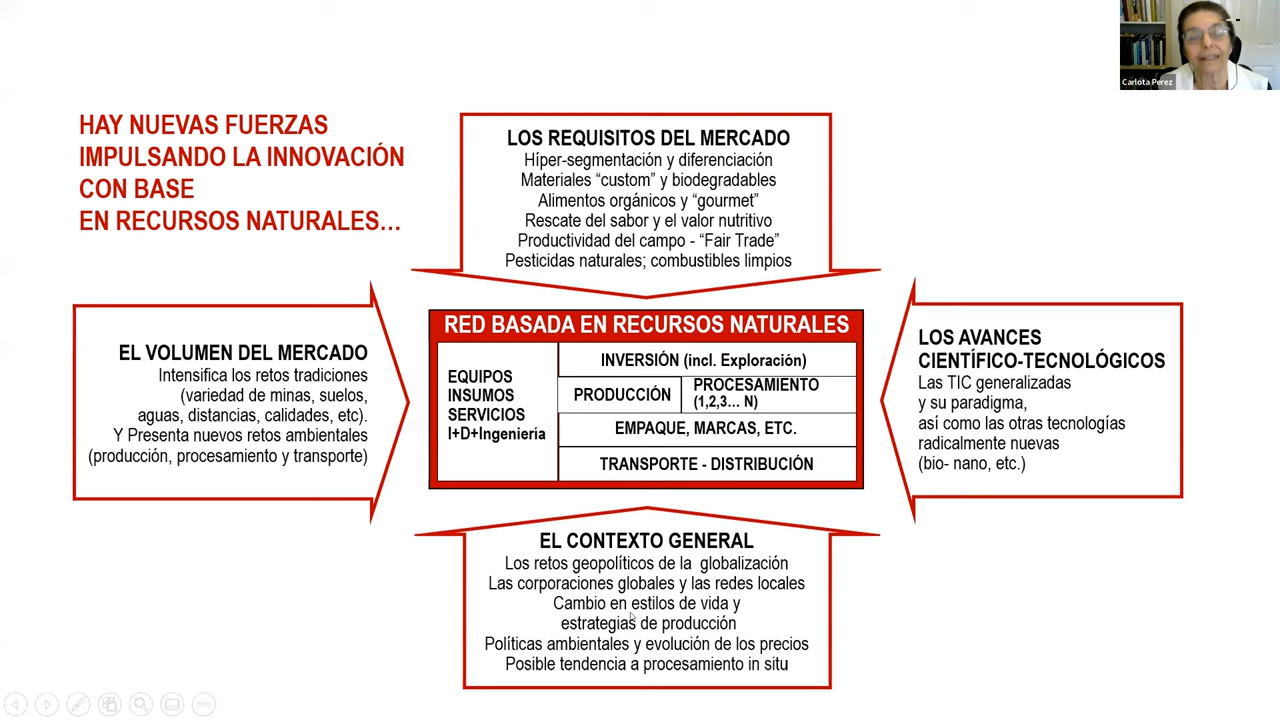 Carlota Perez
HAY NUEVAS FUERZAS
IMPULSANDO LA INNOVACIÓN
CON BASE
EN RECURSOS NATURALES...
LOS REQUISITOS DEL MERCADO
Híper-segmentación y diferenciación
Materiales “custom” y biodegradables
Alimentos orgánicos y “gourmet”
Rescate del sabor y el valor nutritivo
Productividad del campo - “Fair Trade”
Pesticidas naturales; combustibles limpios
EL VOLUMEN DEL MERCADO
Intensifica los retos tradiciones
(variedad de minas, suelos,
aguas, distancias, calidades, etc).
Y Presenta nuevos retos ambientales
(producción, procesamiento y transporte)
RED BASADA EN RECURSOS NATURALES
EQUIPOS
INSUMOS
SERVICIOS
I+D+Ingeniería
INVERSIÓN (incl. Exploración)
PRODUCCIÓN
PROCESAMIENTO
(1,2,3... N)
EMPAQUE, MARCAS, ETC.
TRANSPORTE - DISTRIBUCIÓN
LOS AVANCES
CIENTÍFICO-TECNOLÓGICOS
Las TIC generalizadas
y su paradigma,
así como las otras tecnologías
radicalmente nuevas
(bio- nano, etc.)
EL CONTEXTO GENERAL
Los retos geopolíticos de la globalización
Las corporaciones globales y las redes locales
Cambio en estilos de vida y
estrategias de producción
Políticas ambientales y evolución de los precios
Posible tendencia a procesamiento in situ